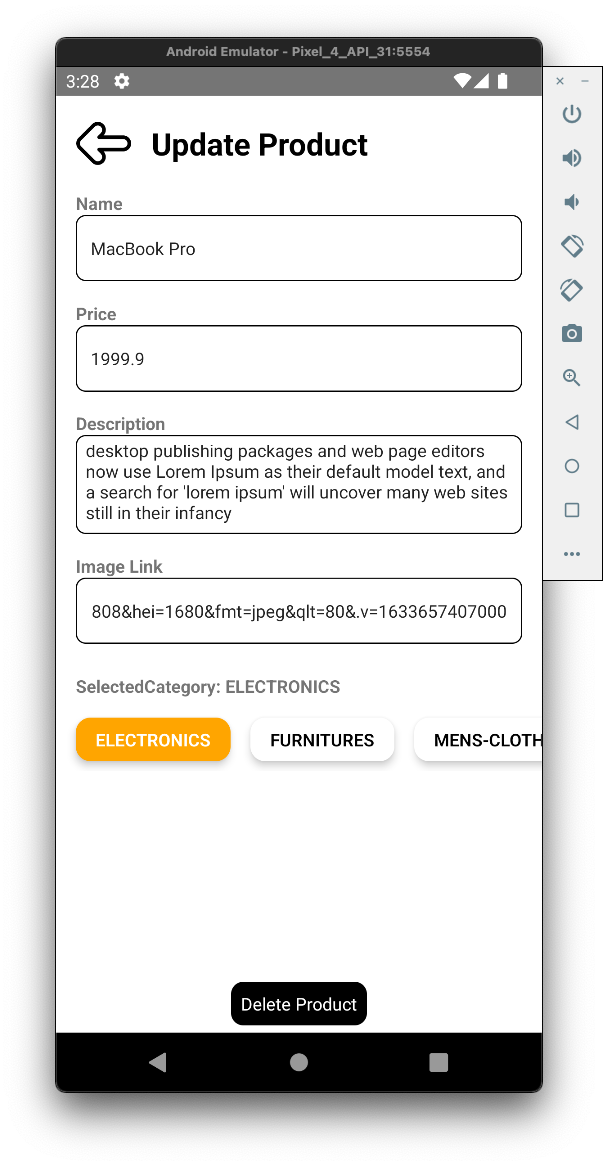 Android Emulator - Pixel_4_API_31:5554
3:28
Update Product
Name
MacBook Pro
Price
1999.9
Description
desktop publishing packages and web page editors
now use Lorem Ipsum as their default model text, and
a search for 'lorem ipsum' will uncover many web sites
still in their infancy
Image Link
808&hei=1680&fmt=jpeg&qlt=80&.v=1633657407000
SelectedCategory: ELECTRONICS
ELECTRONICS FURNITURES MENS-CLOTH
Delete Product